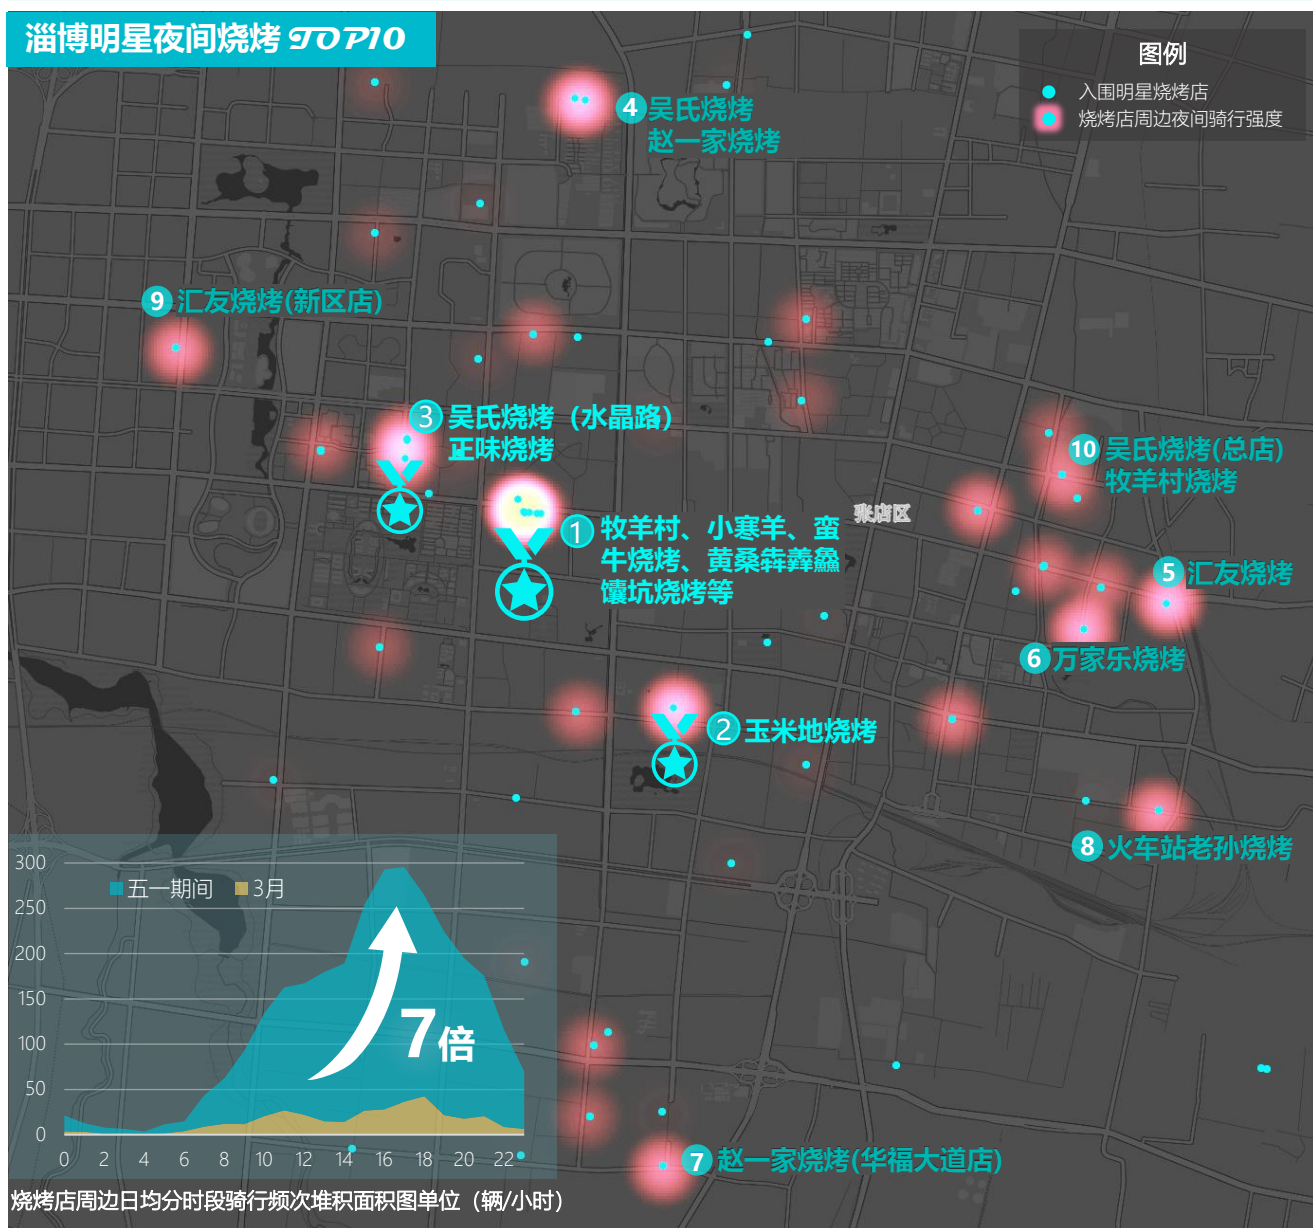 淄博明星夜间烧烤TOP10
图例
入围明星烧烤店
烧烤店周边夜间骑行强度
4 吴氏烧烤
赵一家烧烤
9 汇友烧烤(新区店)
3 吴氏烧烤（水晶路）
正味烧烤
10 吴氏烧烤(总店)
牧羊村烧烤
张店区
1 牧羊村、小寒羊、蛮
牛烧烤、黄桑犇羴鱻
馕坑烧烤等
5 汇友烧烤
6 万家乐烧烤
2 玉米地烧烤
8 火车站老孙烧烤
7 赵一家烧烤(华福大道店)
五一期间 3月
300
250
200
150
100
50
0
7倍
0 2 4 6 8 10 12 14 16 18 20 22
烧烤店周边日均分时段骑行频次堆积面积图单位（辆/小时）